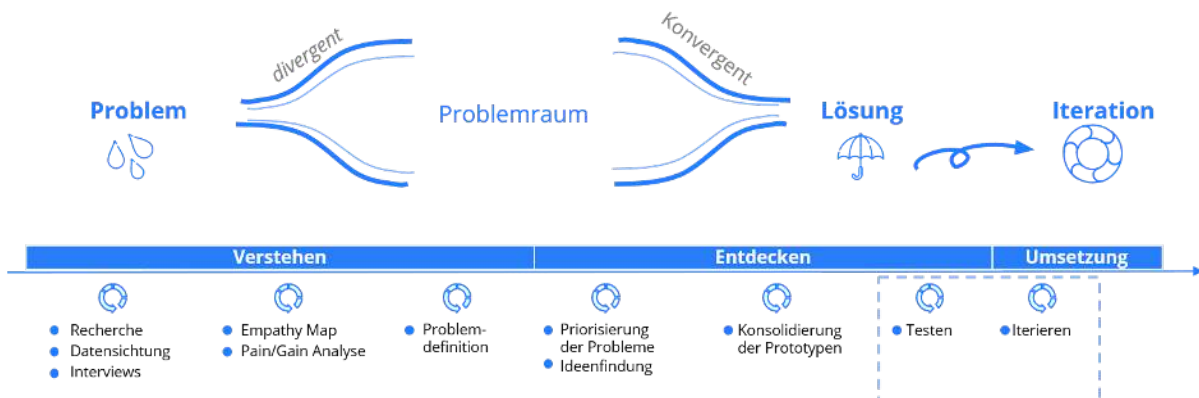 divergent
Konvergent
Problem
Problemraum
Lösung
Iteration
Verstehen
Entdecken
Umsetzung
Recherche
Datensichtung
Interviews
Empathy Map
Pain/Gain Analyse
Problem-
definition
Priorisierung
der Probleme
Ideenfindung
Konsolidierung
der Prototypen
Testen
Iterieren